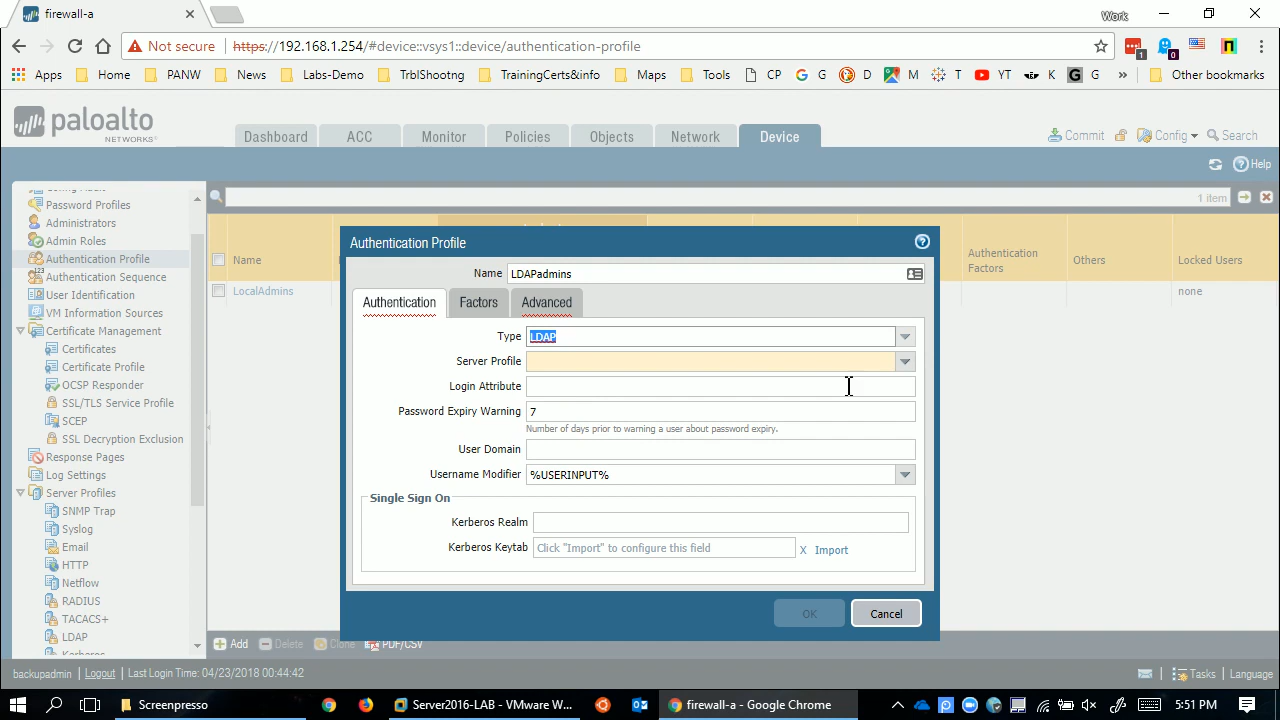 firewall-a
Work
Not secure
https://192.168.1.254/#device::vsys1::device/authentication-profile
1
0
Apps
Home
PANW
News
Labs-Demo
TrblShootng
TrainingCerts&info
Maps
Tools
CP
G
D
M
T
YT
K
G
»
Other bookmarks
paloalto
NETWORKS®
Dashboard
ACC
Monitor
Policies
Objects
Network
Device
Commit
Config
Search
Help
1 item
Config Audit
Password Profiles
Administrators
Admin Roles
Authentication Profile
Authentication Sequence
User Identification
VM Information Sources
Certificate Management
Certificates
Certificate Profile
OCSP Responder
SSL/TLS Service Profile
SCEP
SSL Decryption Exclusion
Response Pages
Log Settings
Server Profiles
SNMP Trap
Syslog
Email
HTTP
Netflow
RADIUS
TACACS+
LDAP
Kerberos
Name
Authentication
Factors
Others
Locked Users
LocalAdmins
none
Authentication Profile
Name
LDAPadmins
Authentication
Factors
Advanced
Type
LDAP
Server Profile
Login Attribute
Password Expiry Warning
7
Number of days prior to warning a user about password expiry.
User Domain
Username Modifier
%USERINPUT%
Single Sign On
Kerberos Realm
Kerberos Keytab
Click "Import" to configure this field
X
Import
OK
Cancel
Add
Delete
Clone
PDF/CSV
backupadmin
Logout
Last Login Time: 04/23/2018 00:44:42
Tasks
Language
Screenpresso
Server2016-LAB - VMware W...
firewall-a - Google Chrome
5:51 PM